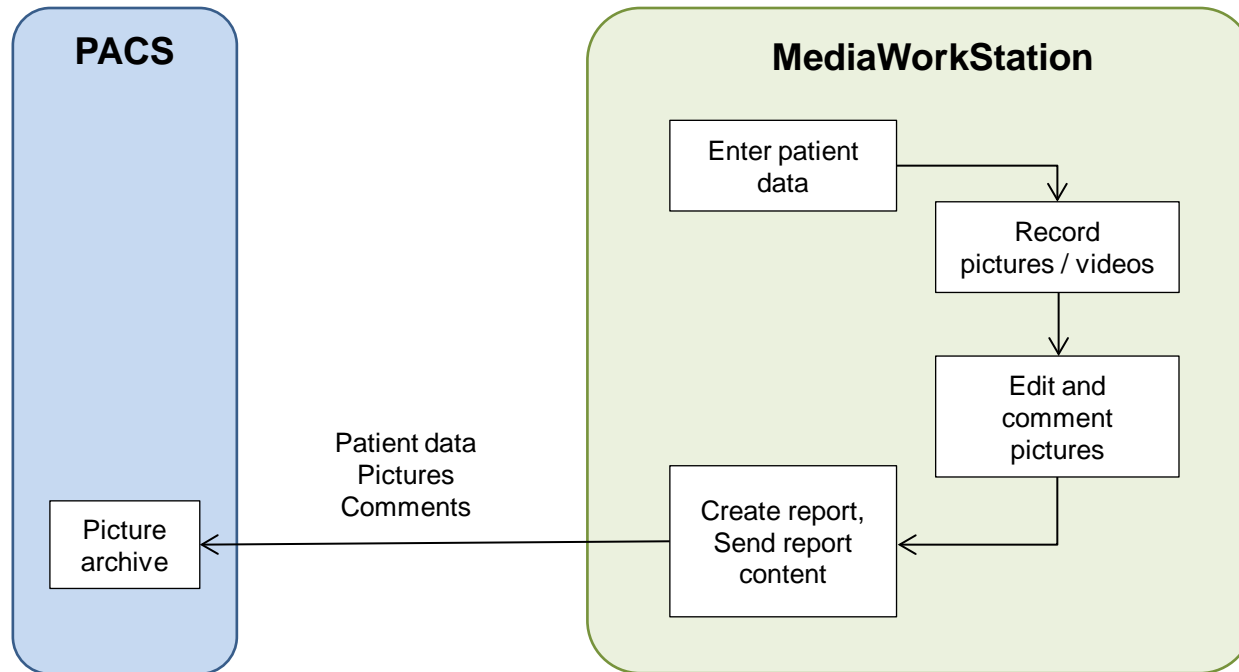 PACS
MediaWorkStation
Enter patient
data
Record
pictures / videos
Edit and
comment
pictures
Patient data
Pictures
Comments
Create report,
Send report
content
Picture
archive